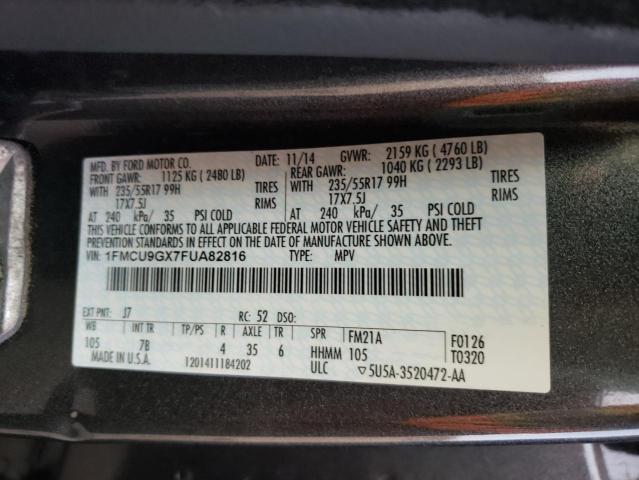 MFD. BY FORD MOTOR CO. DATE: 11/14 GVWR: 2159 KG ( 4760 LB)
FRONT GAWR: 1125 KG ( 2480 LB) REAR GAWR: 1040 KG ( 2293 LB)
WITH 235/55R17 99H TIRES WITH 235/55R17 99H TIRES
17X7.5J RIMS 17X7.5J RIMS
AT 240 kPa/ 35 PSI COLD AT 240 kPa/ 35 PSI COLD
THIS VEHICLE CONFORMS TO ALL APPLICABLE FEDERAL MOTOR VEHICLE SAFETY AND THEFT
PREVENTION STANDARDS IN EFFECT ON THE DATE OF MANUFACTURE SHOWN ABOVE.
VIN: 1FMCU9GX7FUA82816 TYPE: MPV
EXT PNT: J7 RC: 52 DSO:
WB INT TR TP/PS R AXLE TR SPR FM21A F0126
105 7B 4 35 6 HHMM 105 T0320
MADE IN U.S.A. 1201411184202 ULC ▽5U5A-3520472-AA